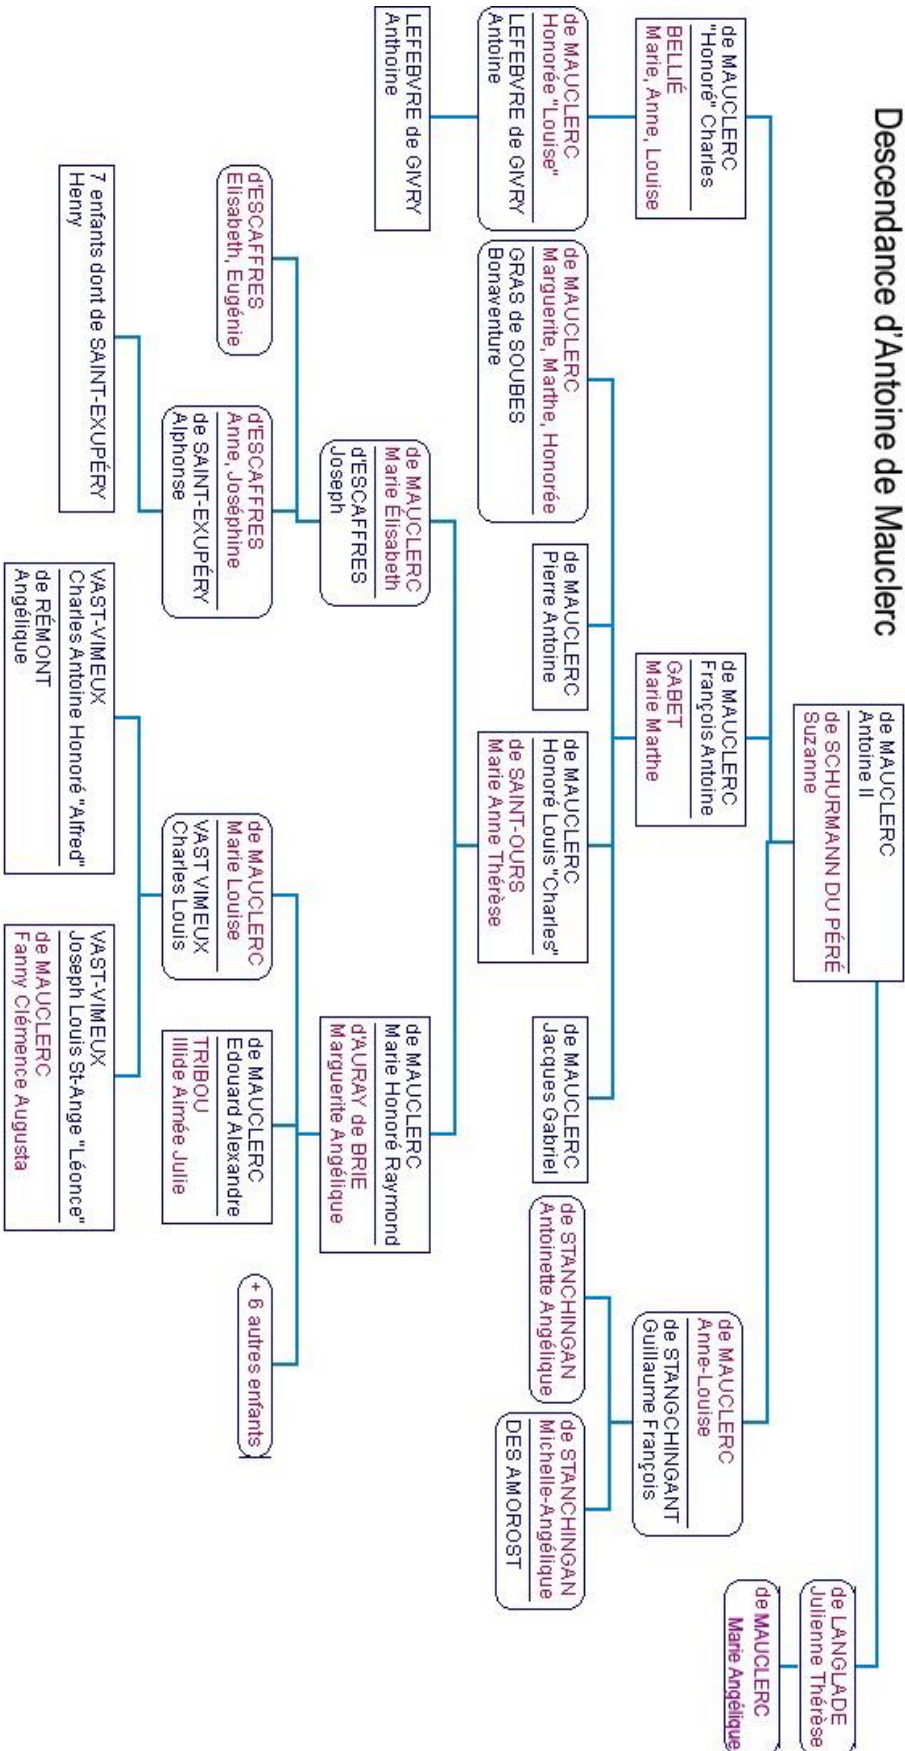 Descendance d'Antoine de Mauclerc
de MAUCLERC
Antoine II
de SCHURMANN DU PÉRÉ
Suzanne
de LANGLADE
Julienne Thérèse
de MAUCLERC
Marie Angélique
de MAUCLERC
"Honoré" Charles
BELLIÉ
Marie, Anne, Louise
de MAUCLERC
François Antoine
GABET
Marie Marthe
de MAUCLERC
Anne-Louise
de STANGCHINGANT
Guillaume François
de MAUCLERC
Honorée "Louise"
LEFEBVRE de GIVRY
Antoine
de MAUCLERC
Marguerite, Marthe, Honorée
GRAS de SOUBES
Bonaventure
de MAUCLERC
Pierre Antoine
de MAUCLERC
Honoré Louis "Charles"
de SAINT-OURS
Marie Anne Thérèse
de MAUCLERC
Jacques Gabriel
de STANCHINGAN
Antoinette Angélique
de STANCHINGAN
Michelle-Angélique
DES AMOROST
LEFEBVRE de GIVRY
Anthoine
de MAUCLERC
Marie Élisabeth
d'ESCAFFRES
Joseph
de MAUCLERC
Marie Honoré Raymond
d'AURAY de BRIE
Marguerite Angélique
d'ESCAFFRES
Elisabeth, Eugénie
d'ESCAFFRES
Anne, Joséphine
de SAINT-EXUPÉRY
Alphonse
de MAUCLERC
Marie Louise
VAST VIMEUX
Charles Louis
de MAUCLERC
Edouard Alexandre
TRIBOU
Illide Aimée Julie
+ 6 autres enfants
7 enfants dont de SAINT-EXUPÉRY
Henry
VAST-VIMEUX
Charles Antoine Honoré "Alfred"
de RÉMONT
Angélique
VAST-VIMEUX
Joseph Louis St-Ange "Léonce"
de MAUCLERC
Fanny Clémence Augusta